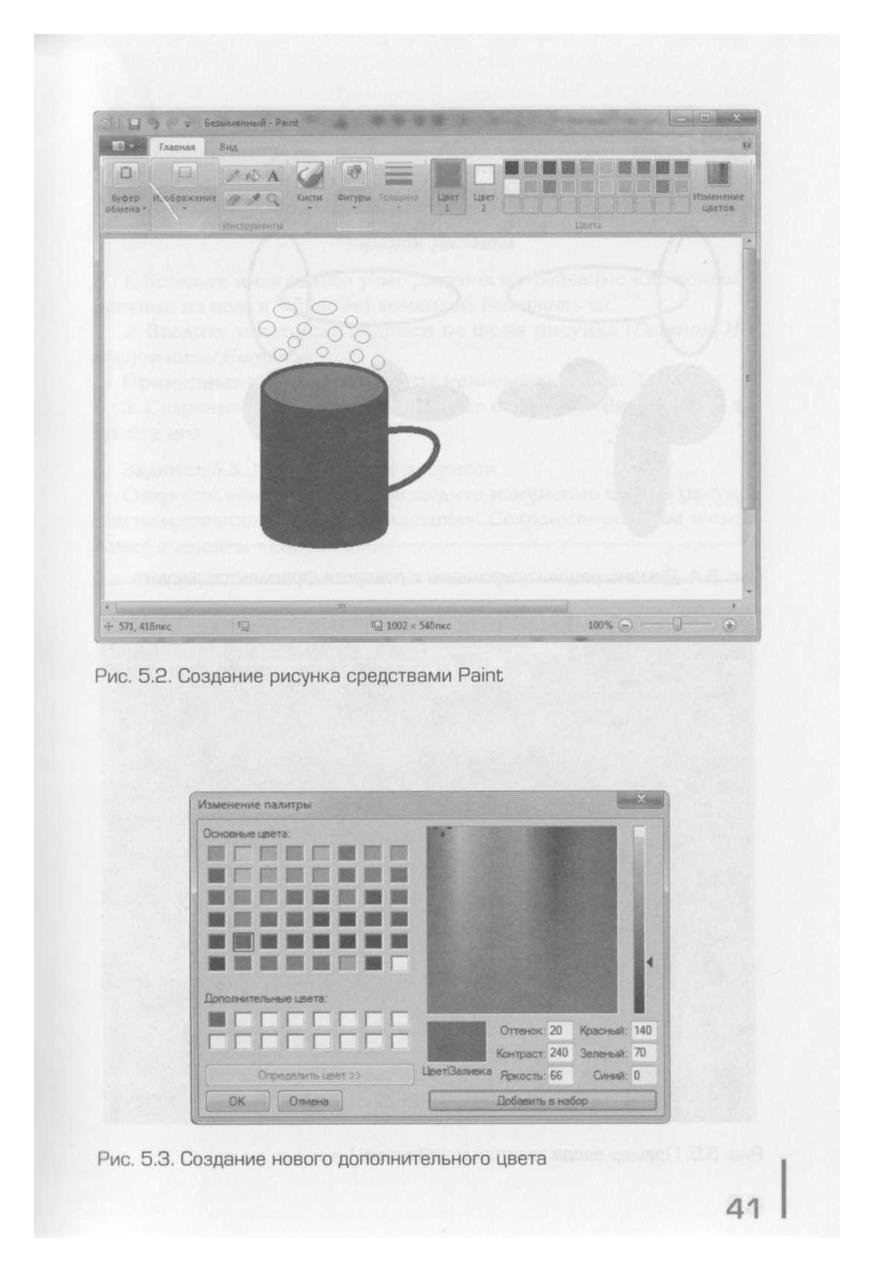 Безымянный - Paint
Главная Вид
Буфер обмена
Изображение
Инструменты
Кисти
Фигуры
Толщина
Цвет 1
Цвет 2
Цвета
Изменение цветов
571, 418пкс
1002 × 540пкс
100%
Рис. 5.2. Создание рисунка средствами Paint
Изменение палитры
Основные цвета:
Дополнительные цвета:
Определить цвет >>
OK Отмена
Цвет|Заливка
Оттенок: 20 Красный: 140
Контраст: 240 Зеленый: 70
Яркость: 66 Синий: 0
Добавить в набор
Рис. 5.3. Создание нового дополнительного цвета
41